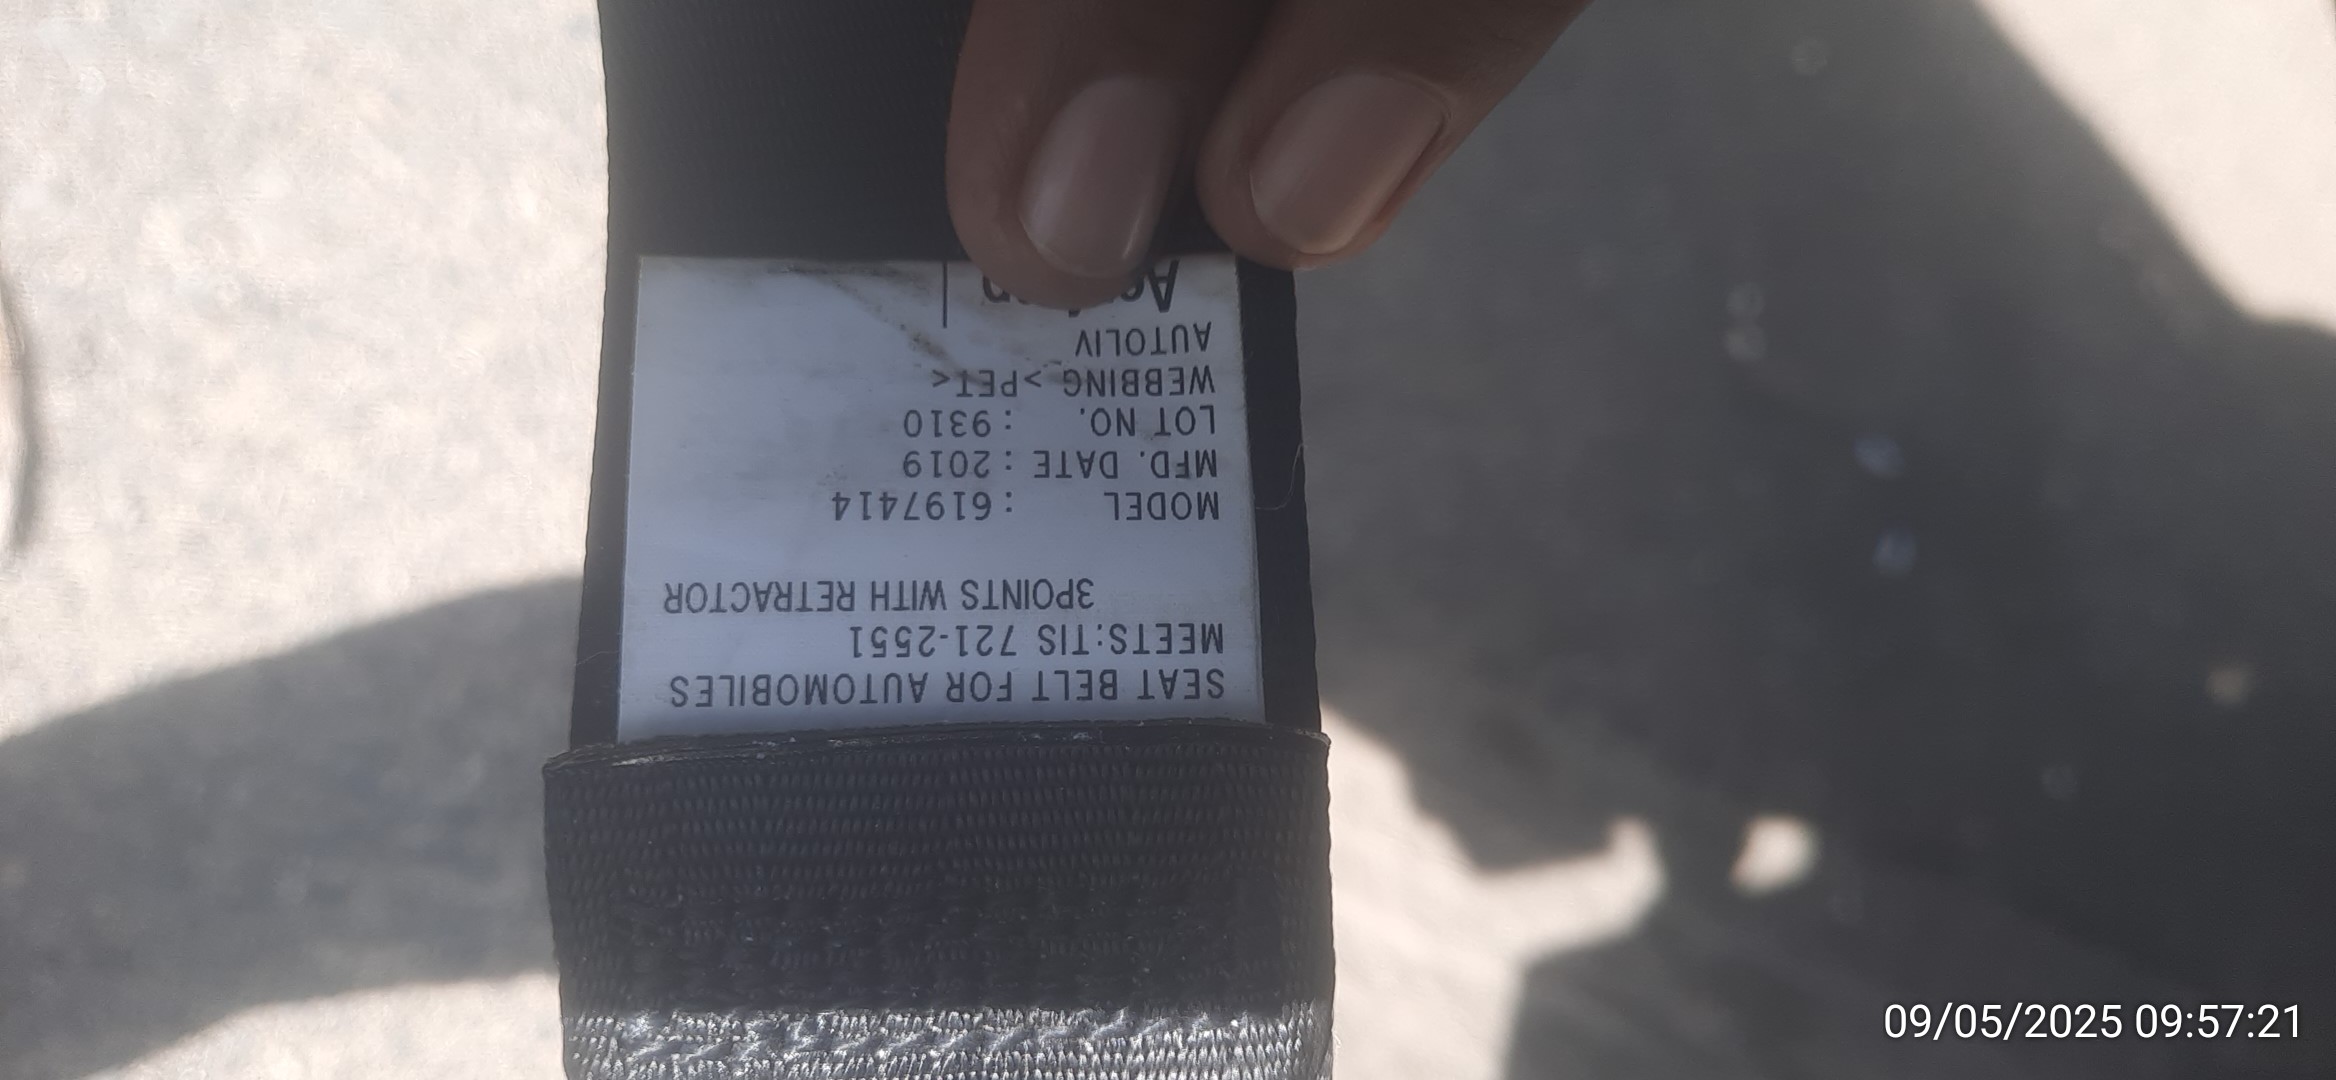 SEAT BELT FOR AUTOMOBILES
MEETS:TIS 721-2551
3POINTS WITH RETRACTOR
MODEL : 6197414
MFD. DATE : 2019
LOT NO. : 9310
WEBBING >PET<
AUTOLIV
09/05/2025 09:57:21